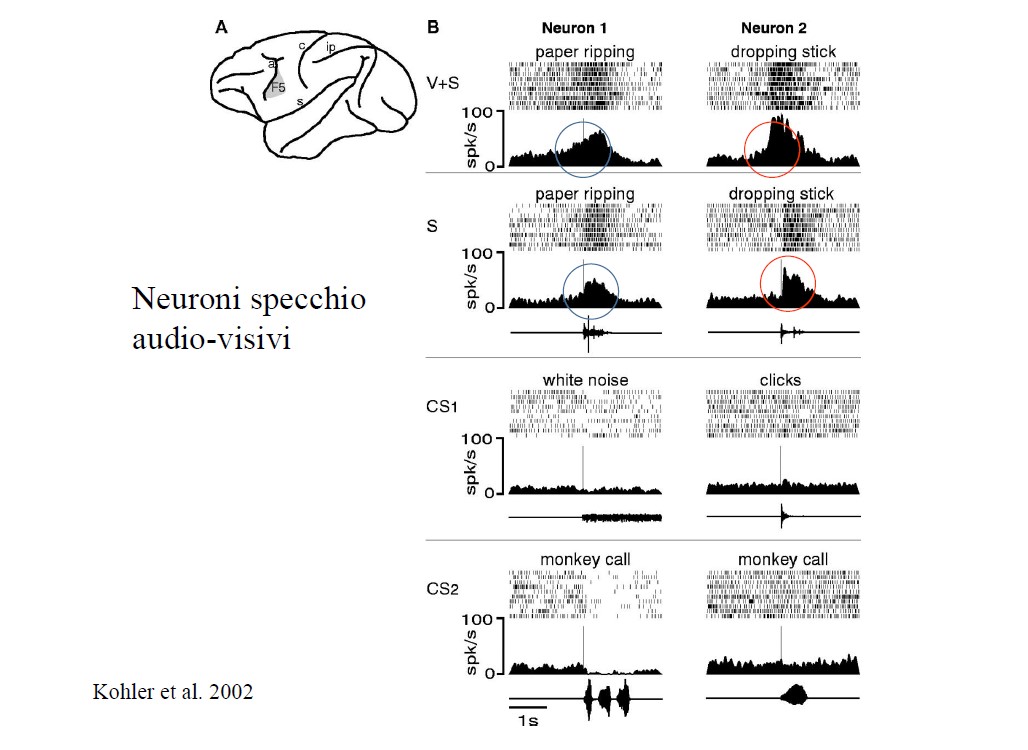 A
c
ip
a
F5
s
B
Neuron 1
Neuron 2
paper ripping
dropping stick
V+S
100
spk/s
0
paper ripping
dropping stick
S
100
spk/s
0
Neuroni specchio
audio-visivi
white noise
clicks
CS1
100
spk/s
0
monkey call
monkey call
CS2
100
spk/s
0
Kohler et al. 2002
1s